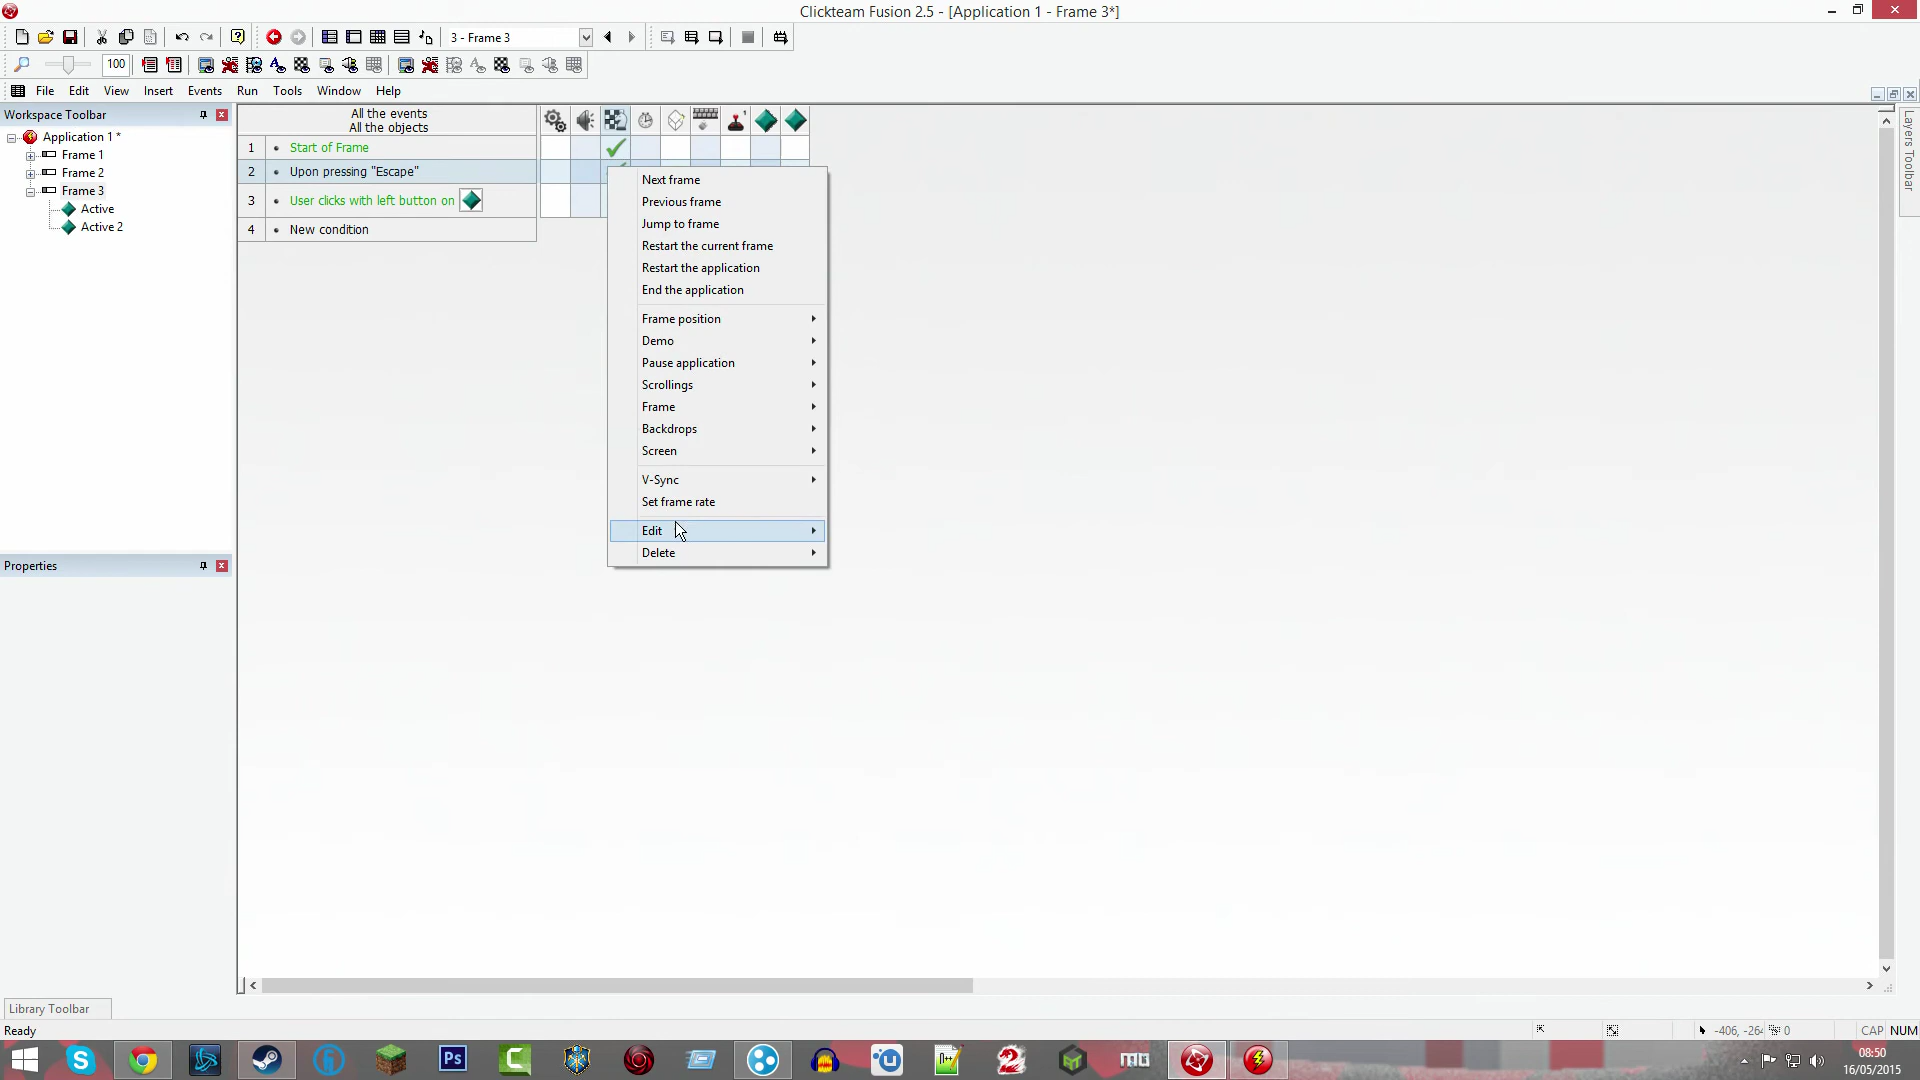 Clickteam Fusion 2.5 - [Application 1 - Frame 3*]
3 - Frame 3
100
File Edit View Insert Events Run Tools Window Help
Workspace Toolbar
Application 1 *
Frame 1
Frame 2
Frame 3
Active
Active 2
All the events
All the objects
1 • Start of Frame
2 • Upon pressing "Escape"
3 • User clicks with left button on
4 • New condition
Next frame
Previous frame
Jump to frame
Restart the current frame
Restart the application
End the application
Frame position
Demo
Pause application
Scrollings
Frame
Backdrops
Screen
V-Sync
Set frame rate
Edit
Delete
Layers Toolbar
Properties
Library Toolbar
Ready
-406, -264
0
CAP NUM
Ps
08:50
16/05/2015